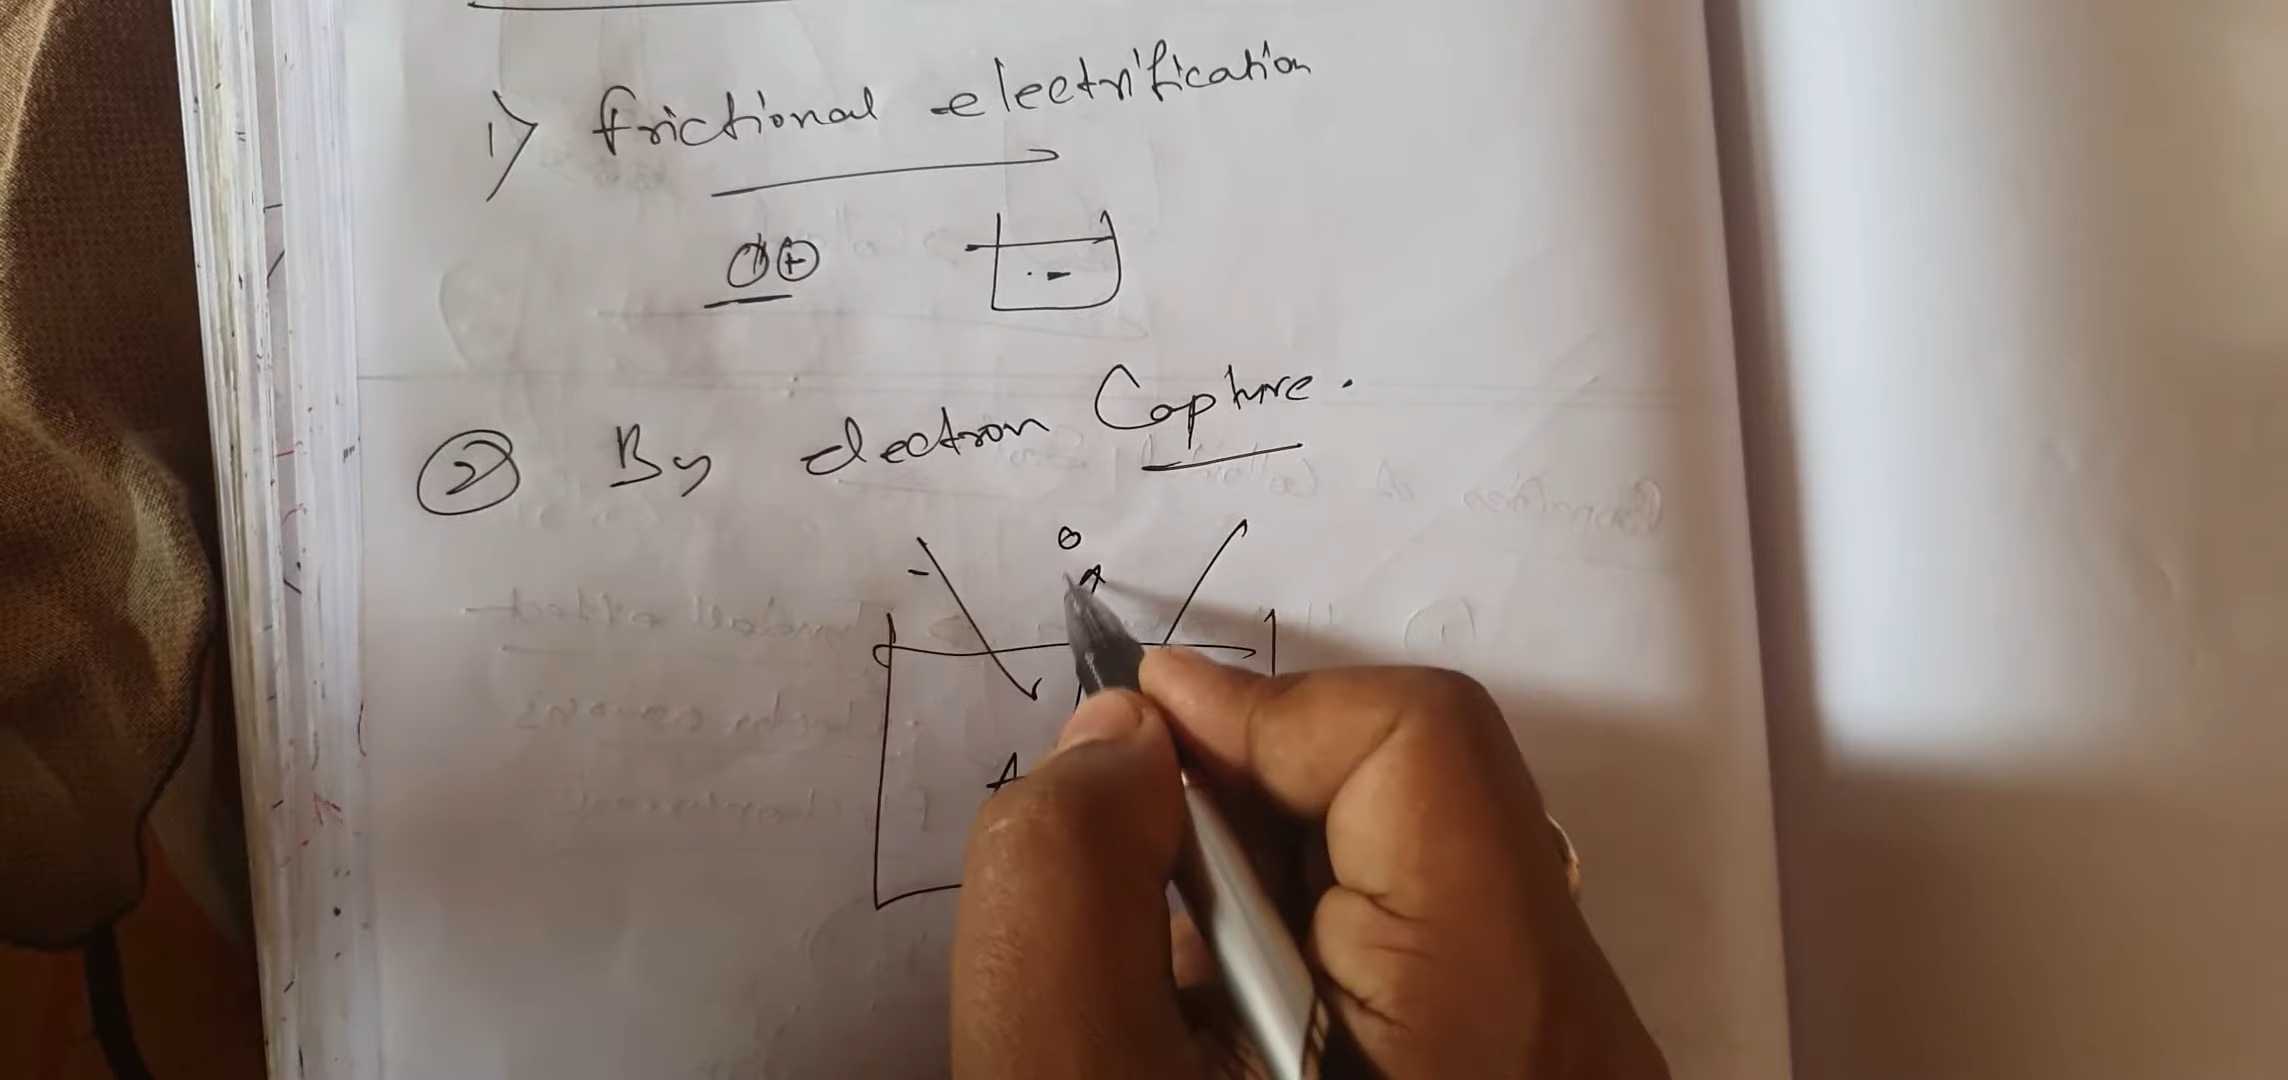 1) frictional electrification
+
-
② By electron Capture.
-
A